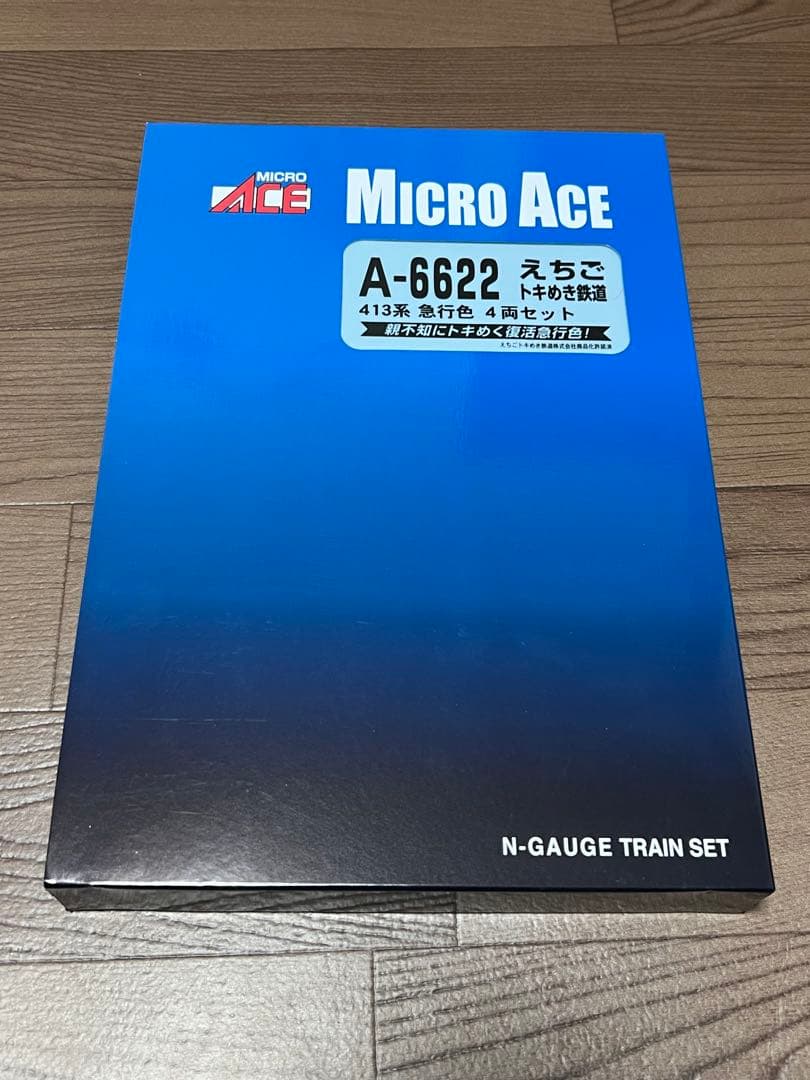 MICRO
ACE
MICRO ACE
A-6622 えちご
トキめき鉄道
413系 急行色 4両セット
親不知にトキめく復活急行色!
えちごトキめき鉄道株式会社商品化許諾済
N-GAUGE TRAIN SET